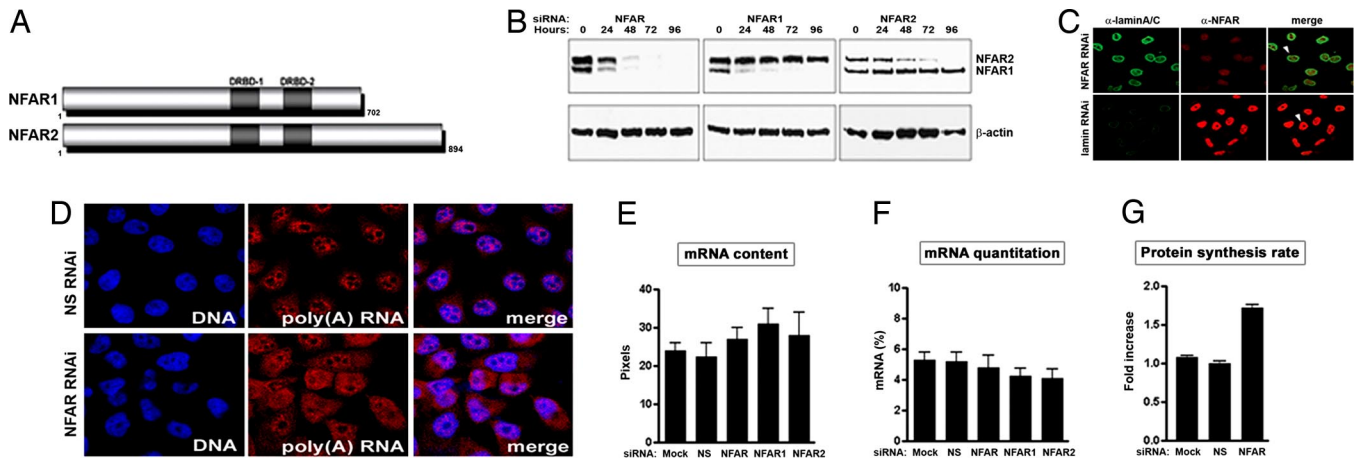 A
DRBD-1 DRBD-2
NFAR1
1 702
NFAR2
1 894
B
siRNA: NFAR NFAR1 NFAR2
Hours: 0 24 48 72 96 0 24 48 72 96 0 24 48 72 96
NFAR2
NFAR1
β-actin
C
α-laminA/C α-NFAR merge
NFAR RNAi
lamin RNAi
D
NS RNAi
DNA poly(A) RNA merge
NFAR RNAi
DNA poly(A) RNA merge
E
mRNA content
Pixels
40
30
20
10
0
siRNA: Mock NS NFAR NFAR1 NFAR2
F
mRNA quantitation
mRNA (%)
10
8
6
4
2
0
siRNA: Mock NS NFAR NFAR1 NFAR2
G
Protein synthesis rate
Fold increase
2.0
1.5
1.0
0.5
0.0
siRNA: Mock NS NFAR